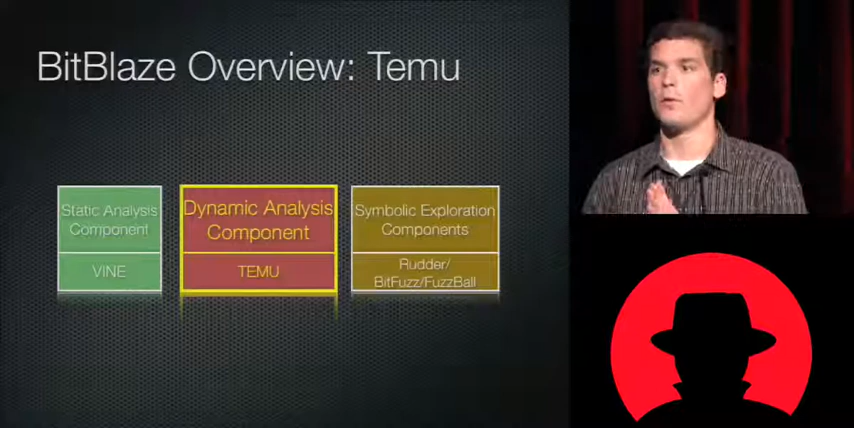 BitBlaze Overview: Temu
Static Analysis
Component
VINE
Dynamic Analysis
Component
TEMU
Symbolic Exploration
Components
Rudder/
BitFuzz/FuzzBall